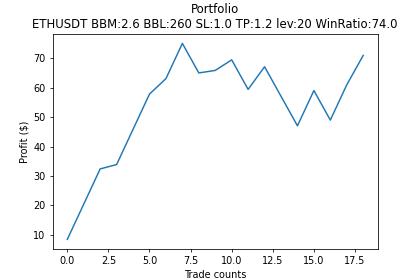 Portfolio
ETHUSDT BBM:2.6 BBL:260 SL:1.0 TP:1.2 lev:20 WinRatio:74.0
70
60
50
40
30
20
10
Profit ($)
0.0 2.5 5.0 7.5 10.0 12.5 15.0 17.5
Trade counts